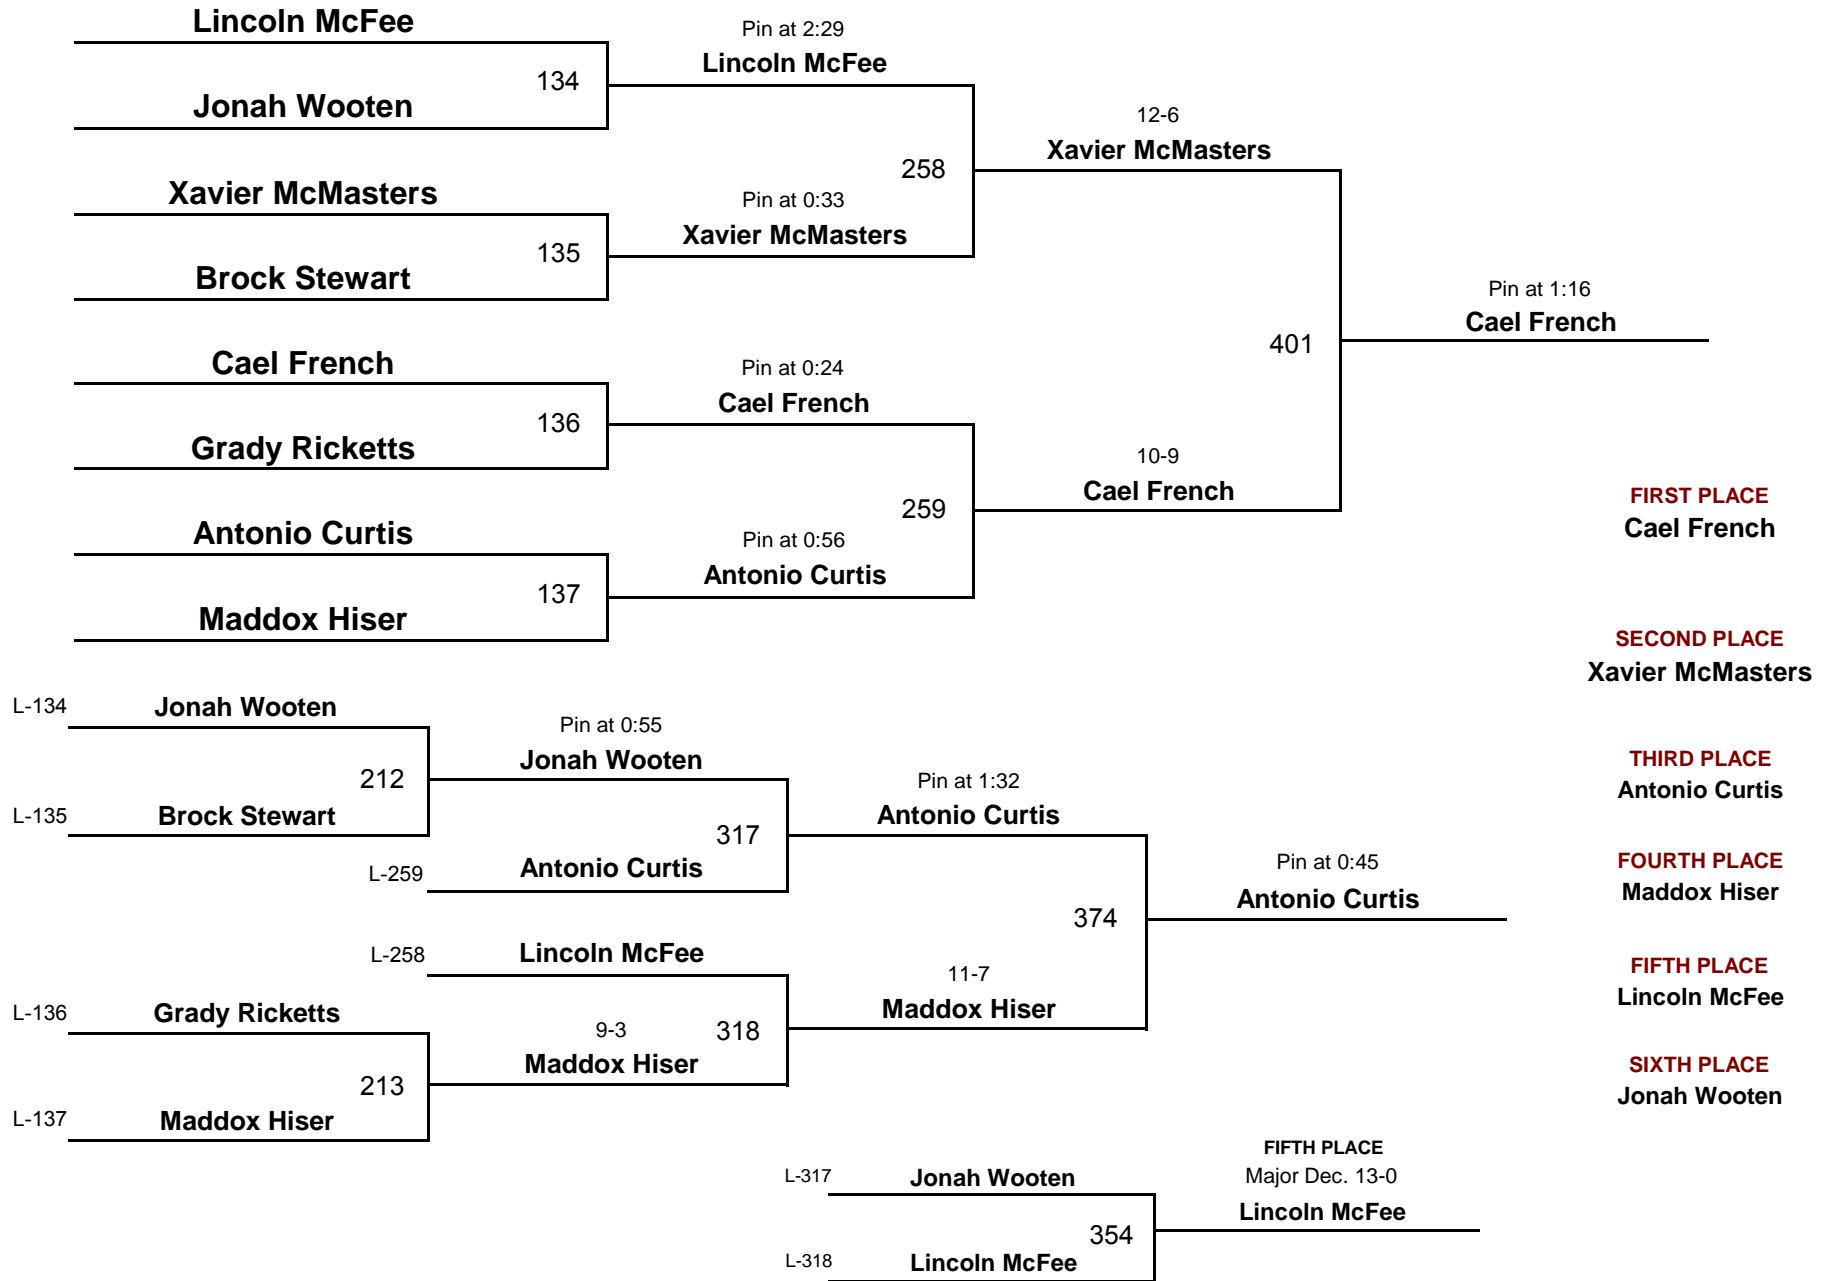 Lincoln McFee
134
Jonah Wooten
Pin at 2:29
Lincoln McFee
Xavier McMasters
135
Brock Stewart
Pin at 0:33
Xavier McMasters
258
12-6
Xavier McMasters
Cael French
136
Grady Ricketts
Pin at 0:24
Cael French
Antonio Curtis
137
Maddox Hiser
Pin at 0:56
Antonio Curtis
259
10-9
Cael French
401
Pin at 1:16
Cael French
FIRST PLACE
Cael French
SECOND PLACE
Xavier McMasters
THIRD PLACE
Antonio Curtis
FOURTH PLACE
Maddox Hiser
FIFTH PLACE
Lincoln McFee
SIXTH PLACE
Jonah Wooten
L-134 Jonah Wooten
212
L-135 Brock Stewart
Pin at 0:55
Jonah Wooten
317
L-259 Antonio Curtis
Pin at 1:32
Antonio Curtis
L-258 Lincoln McFee
L-136 Grady Ricketts
213
L-137 Maddox Hiser
9-3
Maddox Hiser
318
11-7
Maddox Hiser
374
Pin at 0:45
Antonio Curtis
L-317 Jonah Wooten
354
L-318 Lincoln McFee
FIFTH PLACE
Major Dec. 13-0
Lincoln McFee